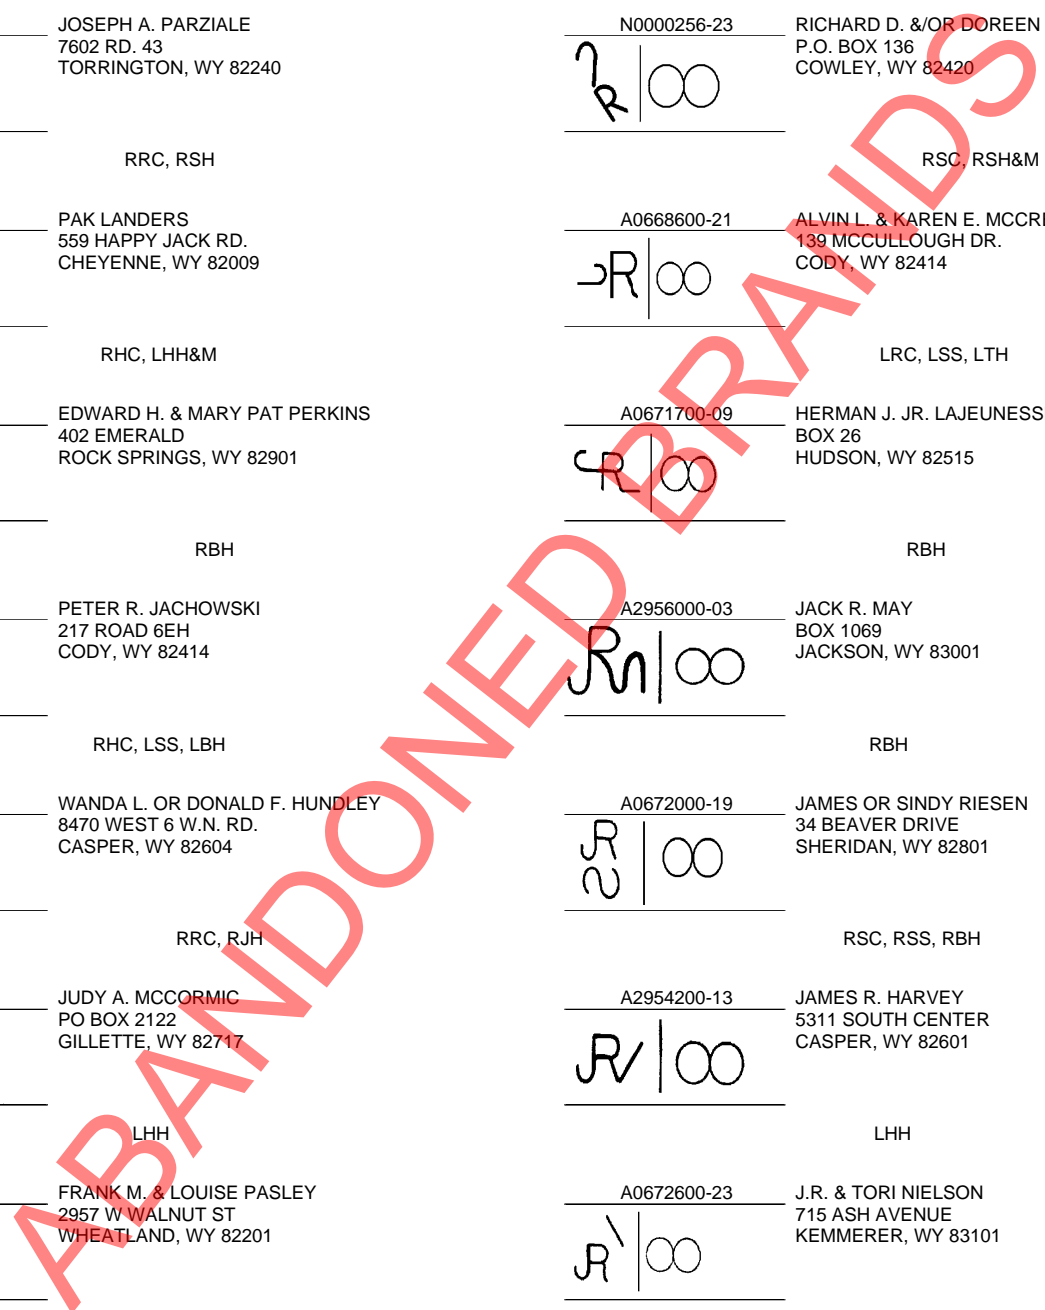 JOSEPH A. PARZIALE
7602 RD. 43
TORRINGTON, WY 82240
RRC, RSH
PAK LANDERS
559 HAPPY JACK RD.
CHEYENNE, WY 82009
RHC, LHH&M
EDWARD H. & MARY PAT PERKINS
402 EMERALD
ROCK SPRINGS, WY 82901
RBH
PETER R. JACHOWSKI
217 ROAD 6EH
CODY, WY 82414
RHC, LSS, LBH
WANDA L. OR DONALD F. HUNDLEY
8470 WEST 6 W.N. RD.
CASPER, WY 82604
RRC, RJH
JUDY A. MCCORMIC
PO BOX 2122
GILLETTE, WY 82717
LHH
FRANK M. & LOUISE PASLEY
2957 W WALNUT ST
WHEATLAND, WY 82201
N0000256-23
RICHARD D. &/OR DOREEN
P.O. BOX 136
COWLEY, WY 82420
RSC, RSH&M
A0668600-21
ALVIN L. & KAREN E. MCCRE
139 MCCULLOUGH DR.
CODY, WY 82414
LRC, LSS, LTH
A0671700-09
HERMAN J. JR. LAJEUNESS
BOX 26
HUDSON, WY 82515
RBH
A2956000-03
JACK R. MAY
BOX 1069
JACKSON, WY 83001
RBH
A0672000-19
JAMES OR SINDY RIESEN
34 BEAVER DRIVE
SHERIDAN, WY 82801
RSC, RSS, RBH
A2954200-13
JAMES R. HARVEY
5311 SOUTH CENTER
CASPER, WY 82601
LHH
A0672600-23
J.R. & TORI NIELSON
715 ASH AVENUE
KEMMERER, WY 83101
ABANDONED BRANDS